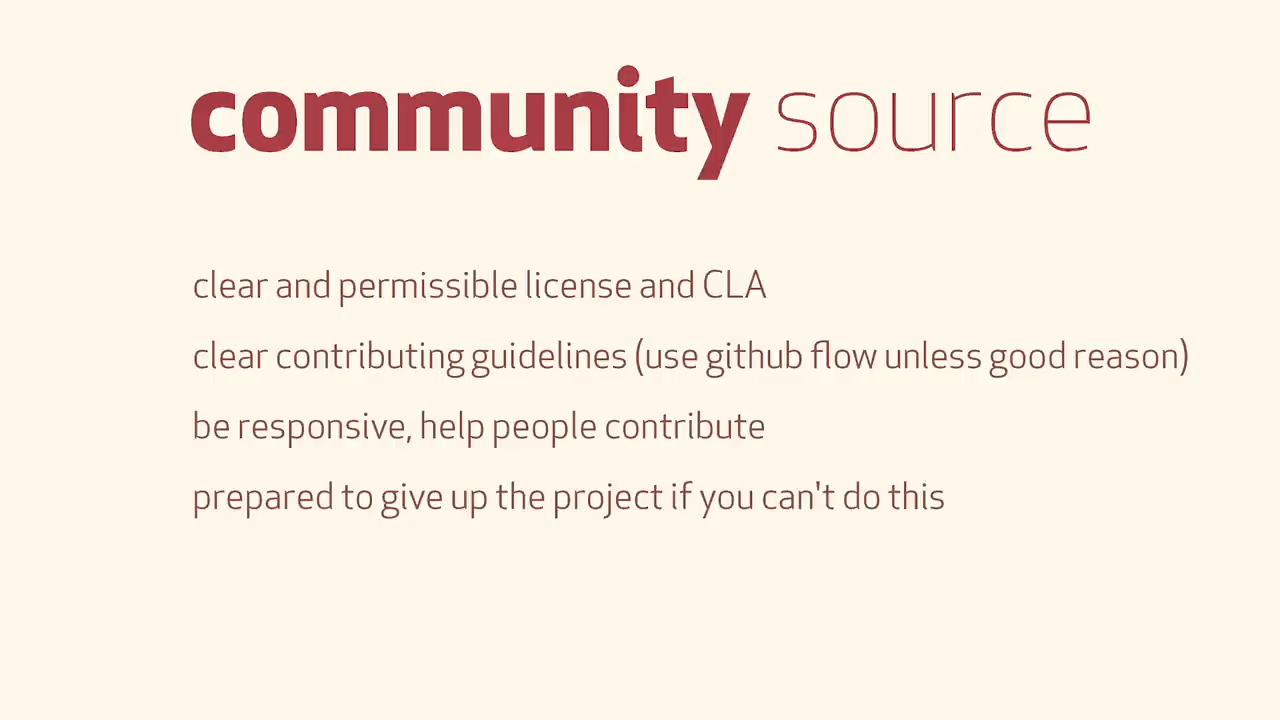 community source
clear and permissible license and CLA
clear contributing guidelines (use github flow unless good reason)
be responsive, help people contribute
prepared to give up the project if you can't do this